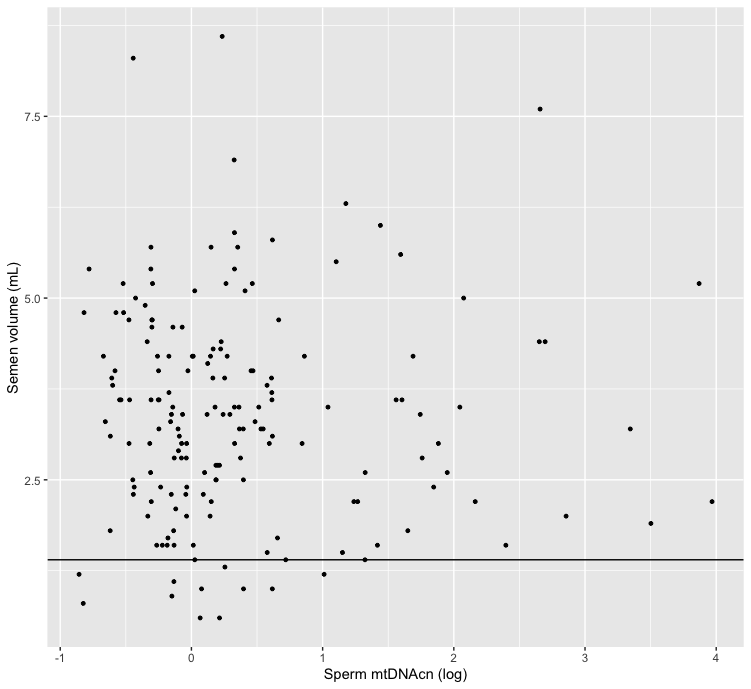 7.5
5.0
2.5
Semen volume (mL)
-1 0 1 2 3 4
Sperm mtDNAcn (log)